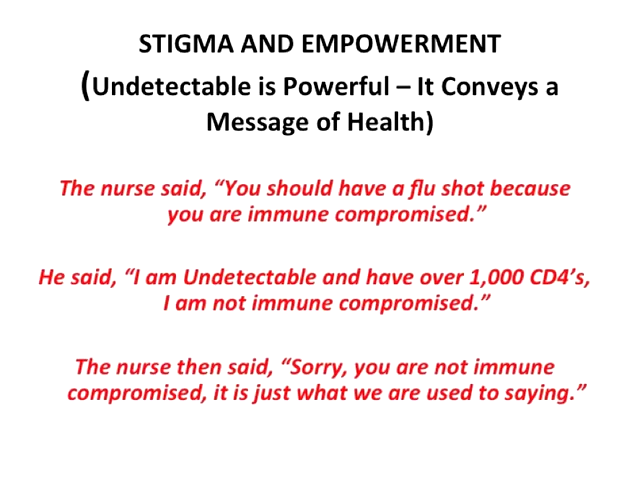 STIGMA AND EMPOWERMENT
(Undetectable is Powerful – It Conveys a
Message of Health)
The nurse said, “You should have a flu shot because
you are immune compromised.”
He said, “I am Undetectable and have over 1,000 CD4’s,
I am not immune compromised.”
The nurse then said, “Sorry, you are not immune
compromised, it is just what we are used to saying.”